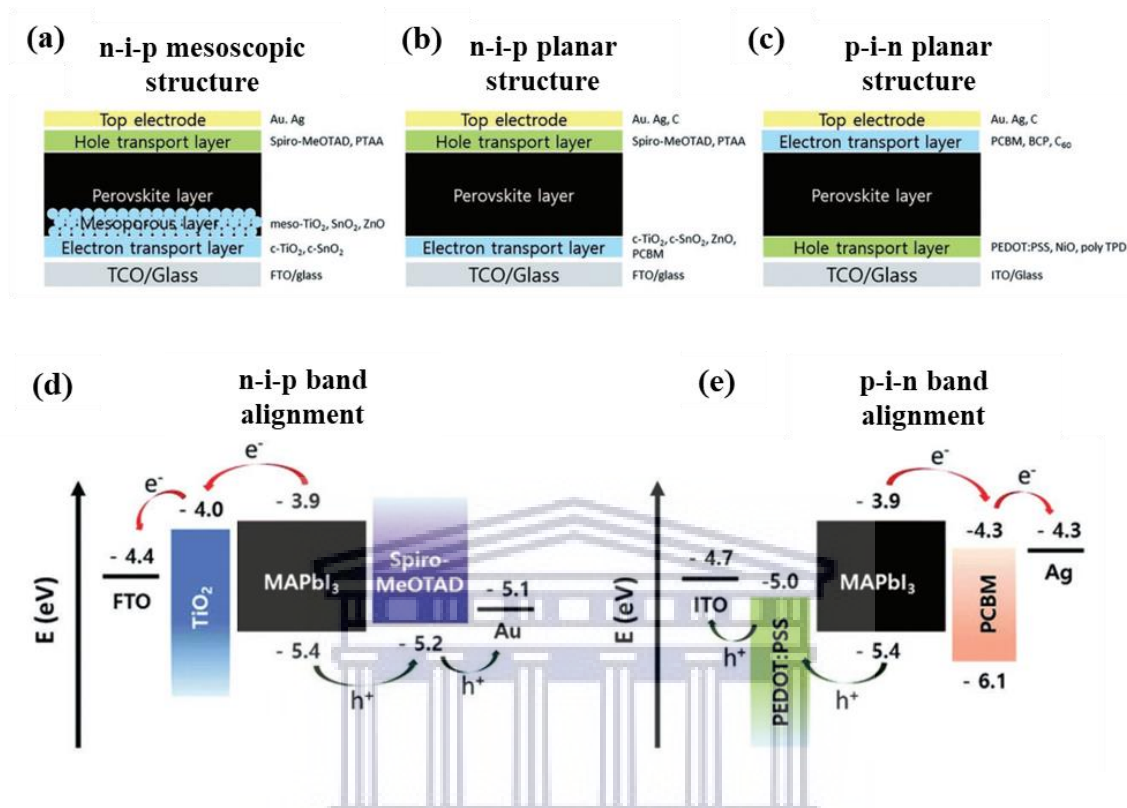 (a)
n-i-p mesoscopic
structure
Top electrode
Au. Ag
Hole transport layer
Spiro-MeOTAD, PTAA
Perovskite layer
Mesoporous layer
meso-TiO₂, SnO₂, ZnO
Electron transport layer
c-TiO₂, c-SnO₂
TCO/Glass
FTO/glass
(b)
n-i-p planar
structure
Top electrode
Au. Ag, C
Hole transport layer
Spiro-MeOTAD, PTAA
Perovskite layer
Electron transport layer
c-TiO₂, c-SnO₂, ZnO,
PCBM
TCO/Glass
FTO/glass
(c)
p-i-n planar
structure
Top electrode
Au. Ag, C
Electron transport layer
PCBM, BCP, C₆₀
Perovskite layer
Hole transport layer
PEDOT:PSS, NiO, poly TPD
TCO/Glass
ITO/Glass
(d)
n-i-p band
alignment
E (eV)
e⁻
e⁻
- 4.4
FTO
- 4.0
TiO₂
- 3.9
MAPbI₃
- 5.4
Spiro-
MeOTAD
- 5.2
- 5.1
Au
h⁺
h⁺
(e)
p-i-n band
alignment
E (eV)
e⁻
e⁻
- 4.7
ITO
-5.0
PEDOT:PSS
- 3.9
MAPbI₃
- 5.4
-4.3
PCBM
- 6.1
- 4.3
Ag
h⁺
h⁺